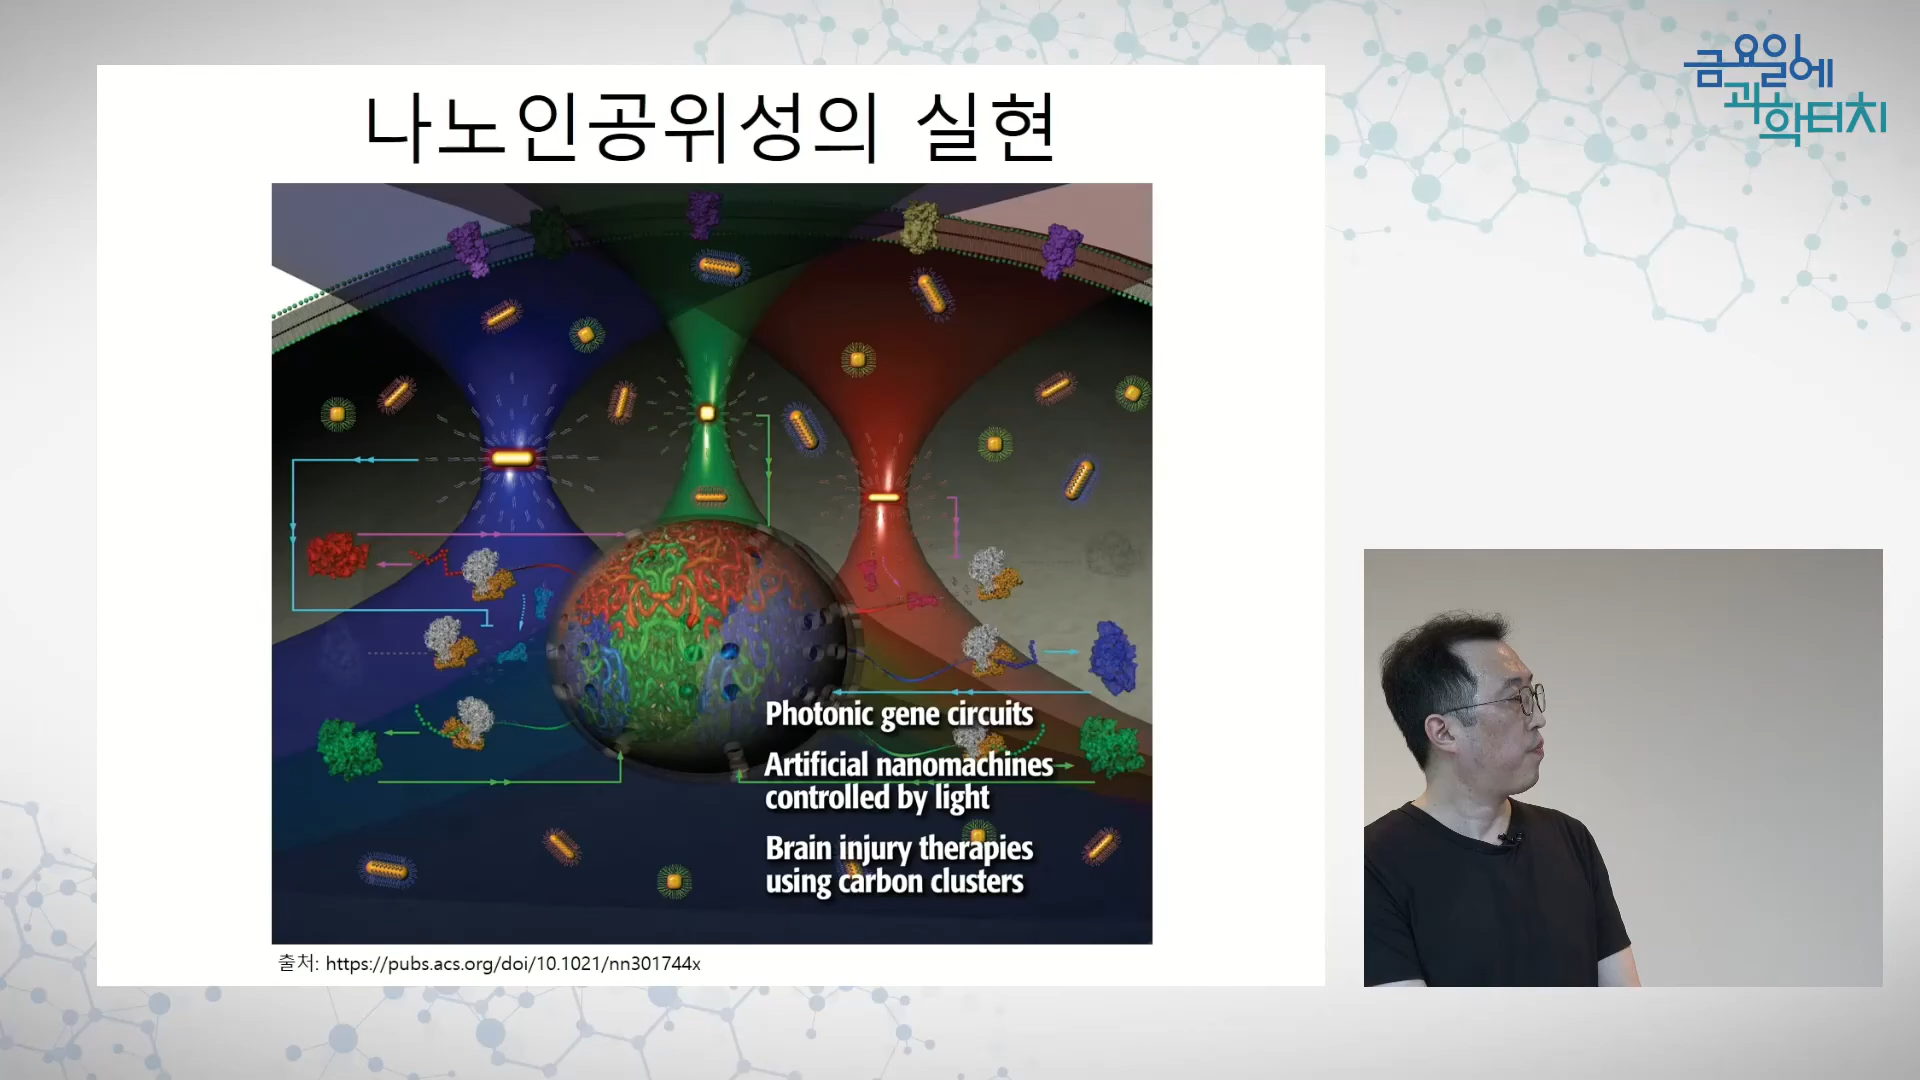 금요일에
과학터치
나노인공위성의 실현
Photonic gene circuits
Artificial nanomachines
controlled by light
Brain injury therapies
using carbon clusters
출처: https://pubs.acs.org/doi/10.1021/nn301744x